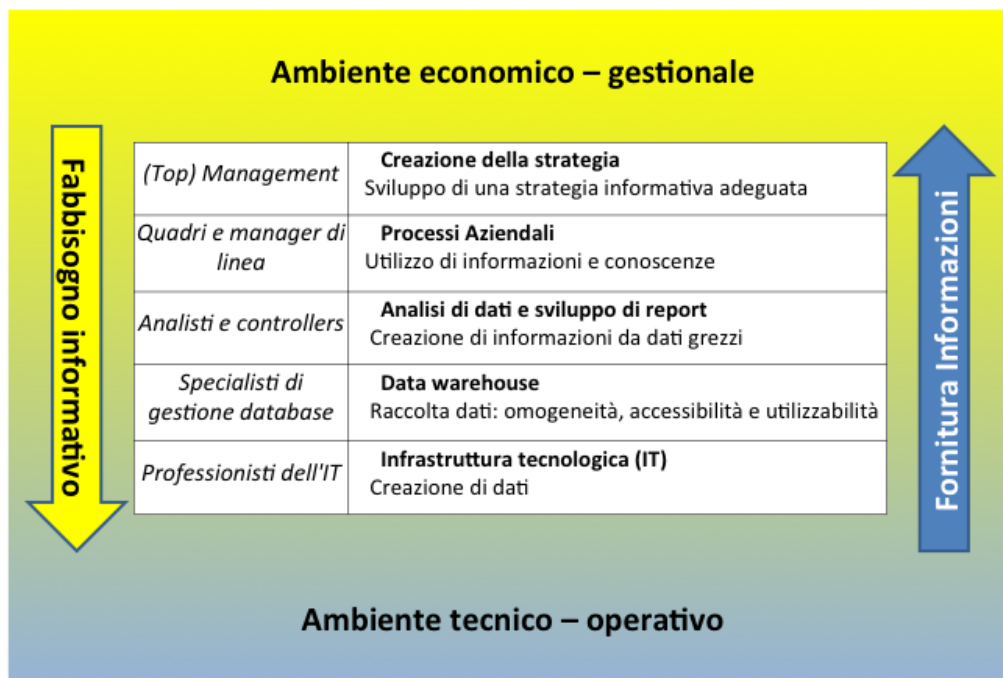 Ambiente economico – gestionale
Fabbisogno informativo
(Top) Management
Creazione della strategia
Sviluppo di una strategia informativa adeguata
Quadri e manager di
linea
Processi Aziendali
Utilizzo di informazioni e conoscenze
Analisti e controllers
Analisi di dati e sviluppo di report
Creazione di informazioni da dati grezzi
Specialisti di
gestione database
Data warehouse
Raccolta dati: omogeneità, accessibilità e utilizzabilità
Professionisti dell'IT
Infrastruttura tecnologica (IT)
Creazione di dati
Fornitura Informazioni
Ambiente tecnico – operativo